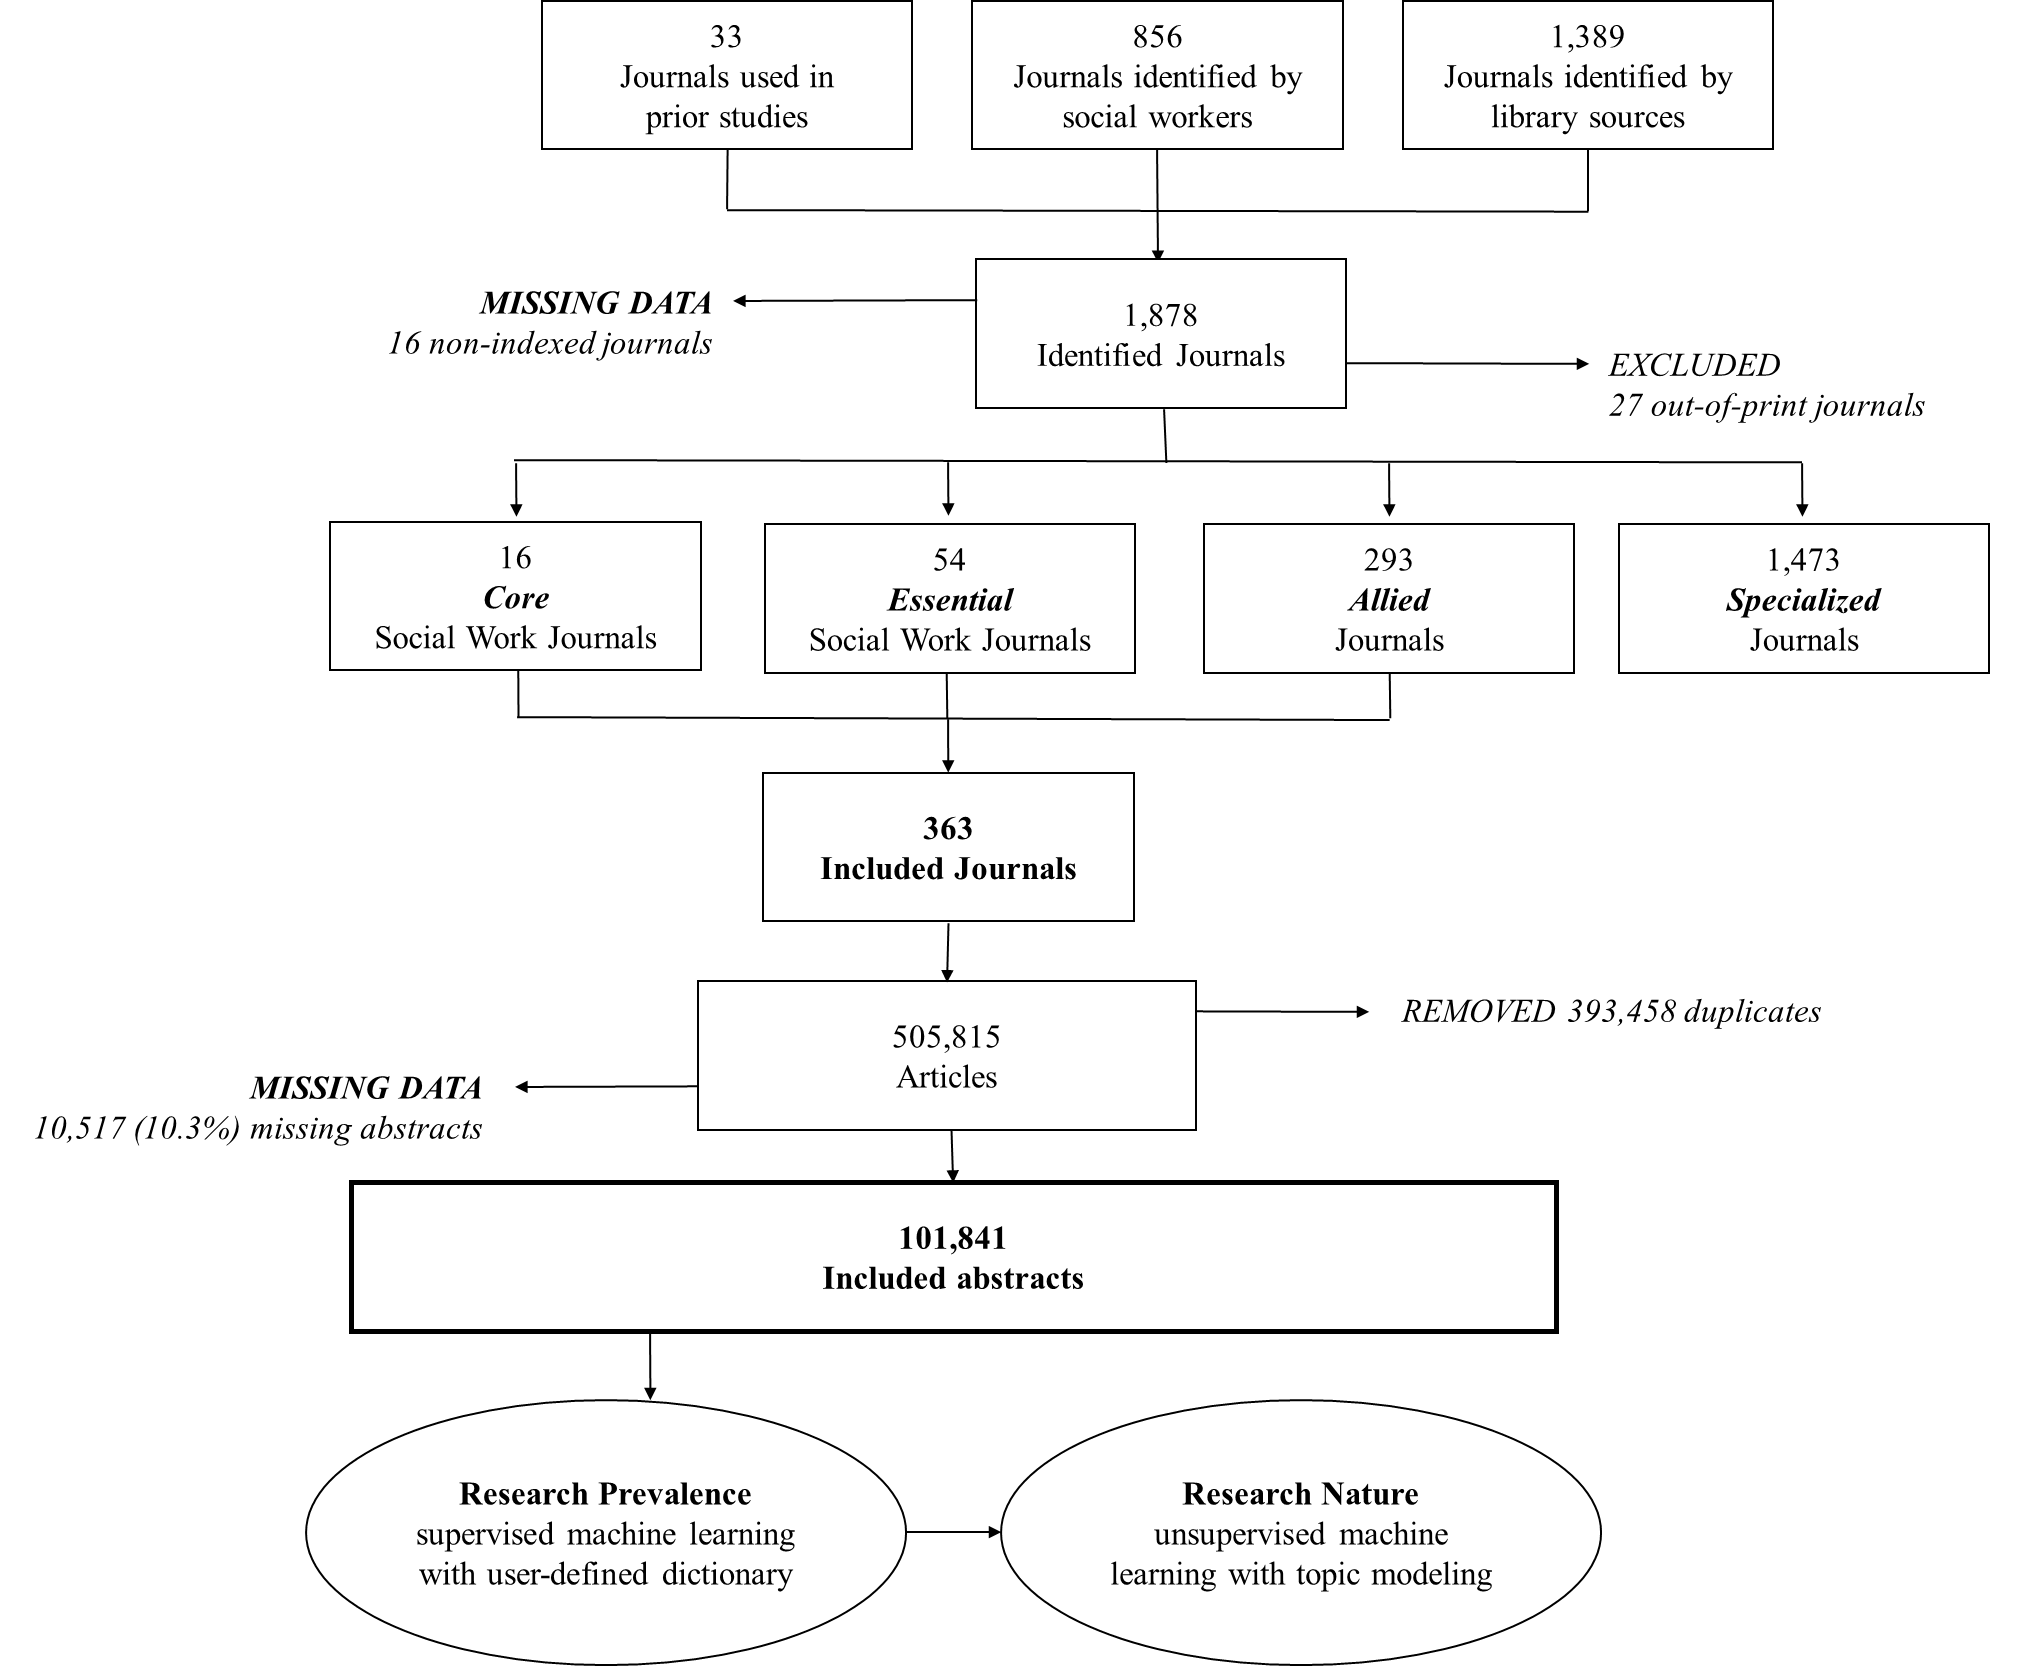 33
Journals used in
prior studies
856
Journals identified by
social workers
1,389
Journals identified by
library sources
MISSING DATA
16 non-indexed journals
1,878
Identified Journals
EXCLUDED
27 out-of-print journals
16
Core
Social Work Journals
54
Essential
Social Work Journals
293
Allied
Journals
1,473
Specialized
Journals
363
Included Journals
505,815
Articles
REMOVED 393,458 duplicates
MISSING DATA
10,517 (10.3%) missing abstracts
101,841
Included abstracts
Research Prevalence
supervised machine learning
with user-defined dictionary
Research Nature
unsupervised machine
learning with topic modeling